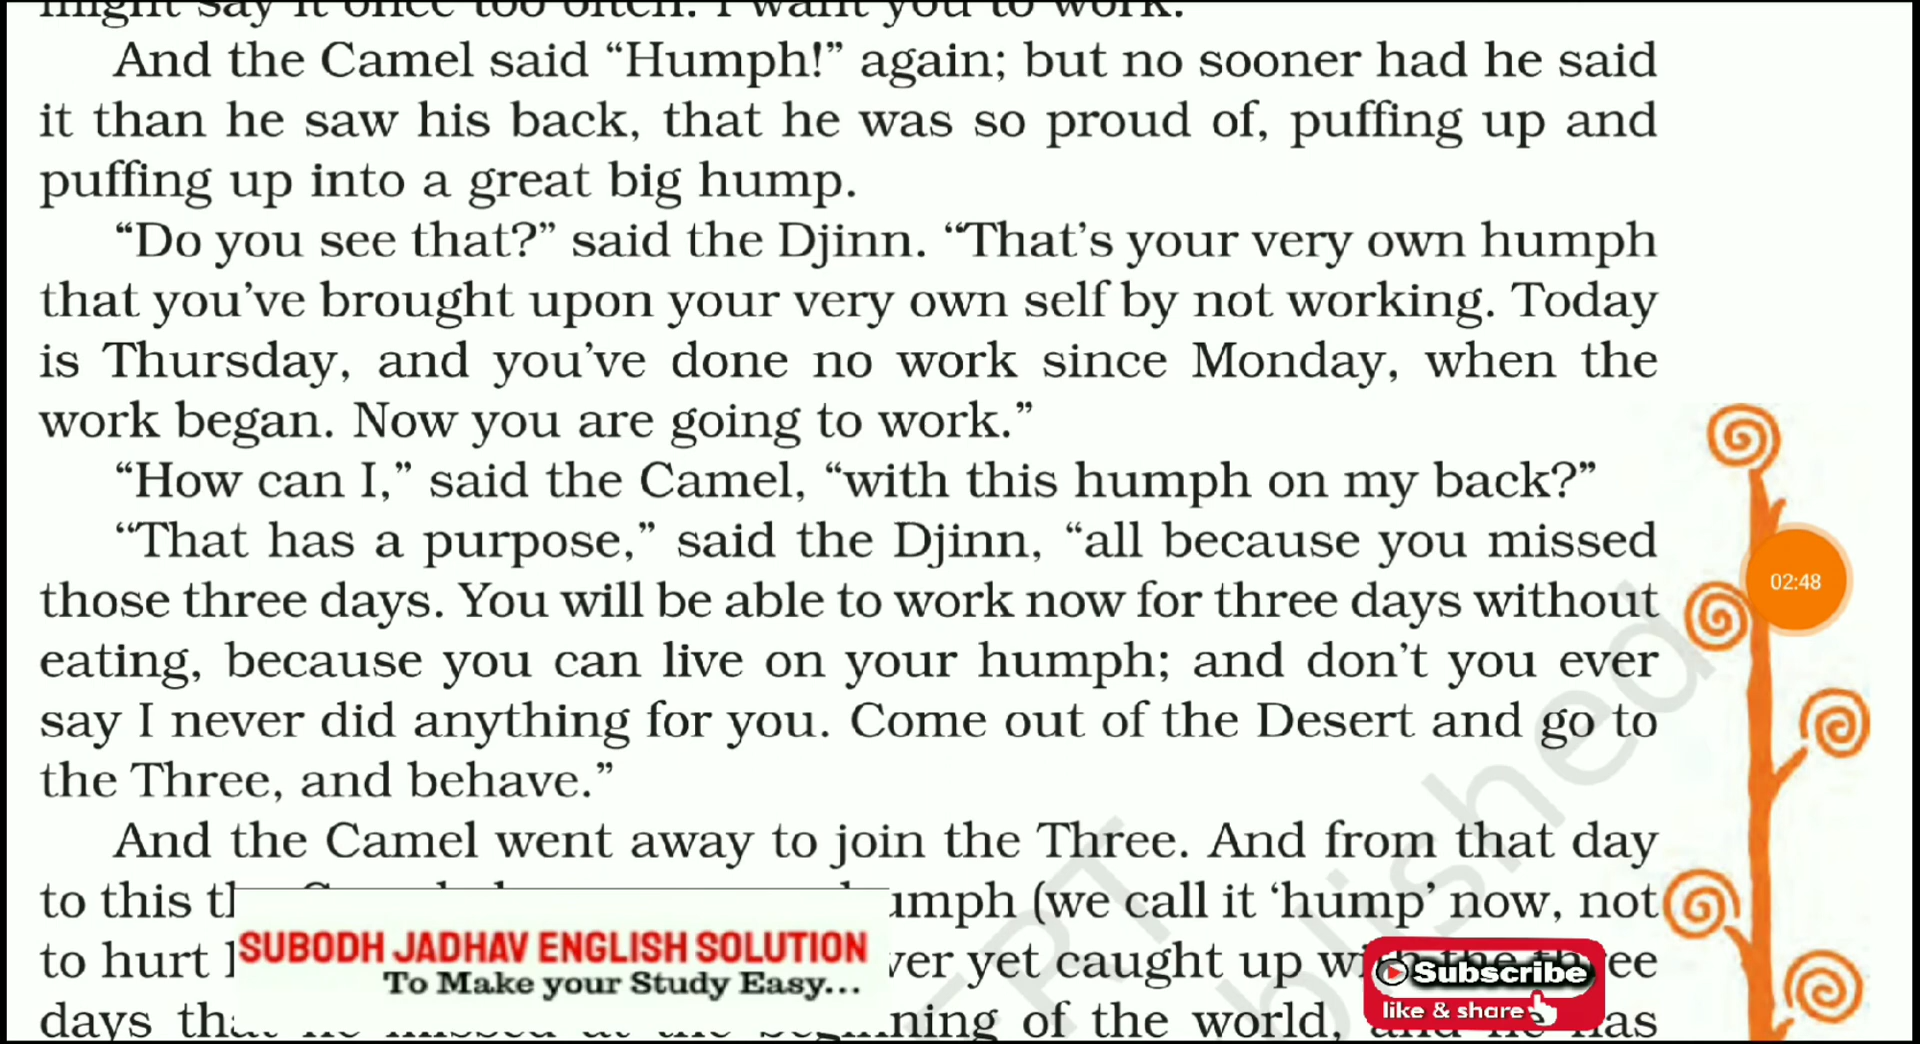 might say it once too often. I want you to work.
And the Camel said “Humph!” again; but no sooner had he said
it than he saw his back, that he was so proud of, puffing up and
puffing up into a great big hump.
“Do you see that?” said the Djinn. “That’s your very own humph
that you’ve brought upon your very own self by not working. Today
is Thursday, and you’ve done no work since Monday, when the
work began. Now you are going to work.”
“How can I,” said the Camel, “with this humph on my back?”
“That has a purpose,” said the Djinn, “all because you missed
those three days. You will be able to work now for three days without
eating, because you can live on your humph; and don’t you ever
say I never did anything for you. Come out of the Desert and go to
the Three, and behave.”
And the Camel went away to join the Three. And from that day
to this umph (we call it ‘hump’ now, not
to hurt yet caught up with the three
days that he missed at the beginning of the world, and he has
SUBODH JADHAV ENGLISH SOLUTION
To Make your Study Easy...
Subscribe
like & share
02:48
blished